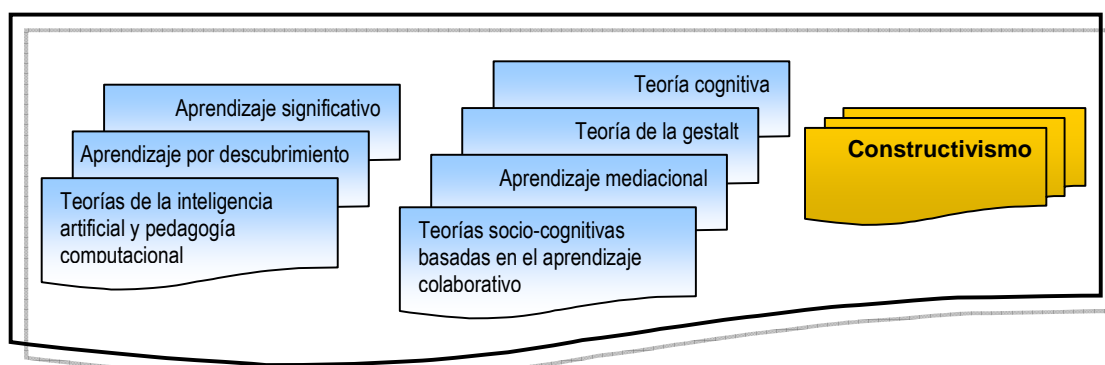 Aprendizaje significativo
Aprendizaje por descubrimiento
Teorías de la inteligencia
artificial y pedagogía
computacional
Teoría cognitiva
Teoría de la gestalt
Aprendizaje mediacional
Teorías socio-cognitivas
basadas en el aprendizaje
colaborativo
Constructivismo